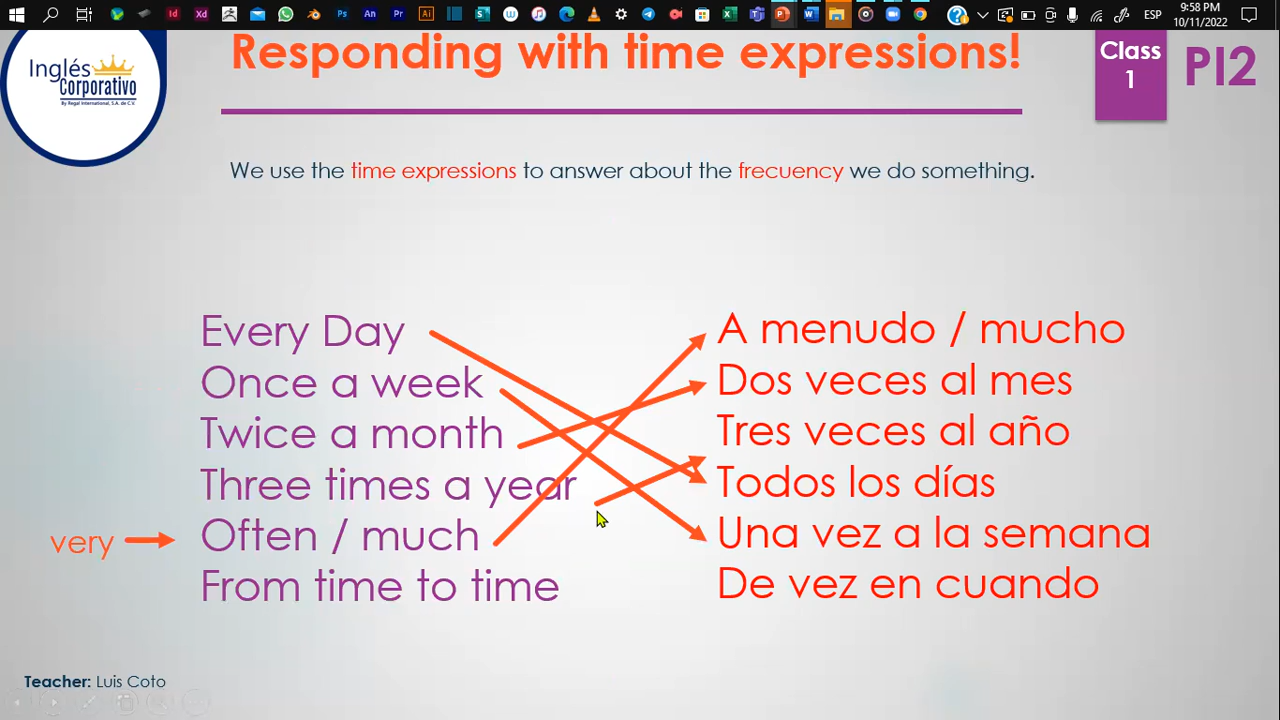 9:58 PM
ESP
10/11/2022
Inglés
Corporativo
By Regal International, S.A. de C.V.
Responding with time expressions!
Class
1
PI2
We use the time expressions to answer about the frecuency we do something.
Every Day
A menudo / mucho
Once a week
Dos veces al mes
Twice a month
Tres veces al año
Three times a year
Todos los días
very
Often / much
Una vez a la semana
From time to time
De vez en cuando
Teacher: Luis Coto